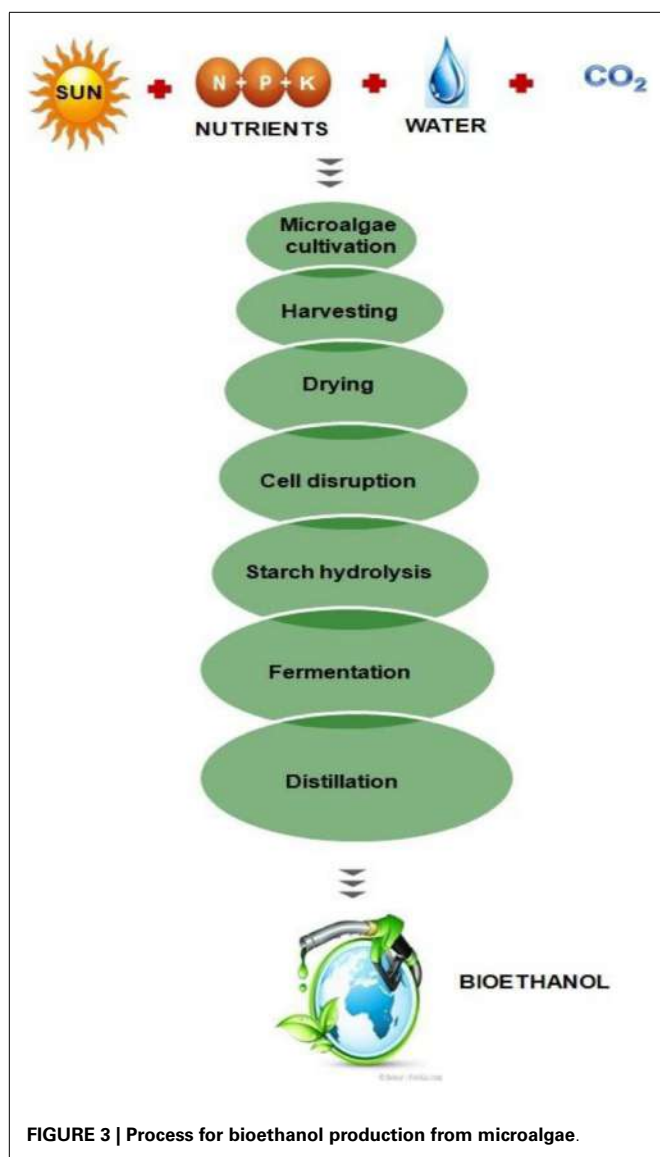 SUN
N+P+K
CO₂
NUTRIENTS
WATER
Microalgae
cultivation
Harvesting
Drying
Cell disruption
Starch hydrolysis
Fermentation
Distillation
BIOETHANOL
FIGURE 3 | Process for bioethanol production from microalgae.